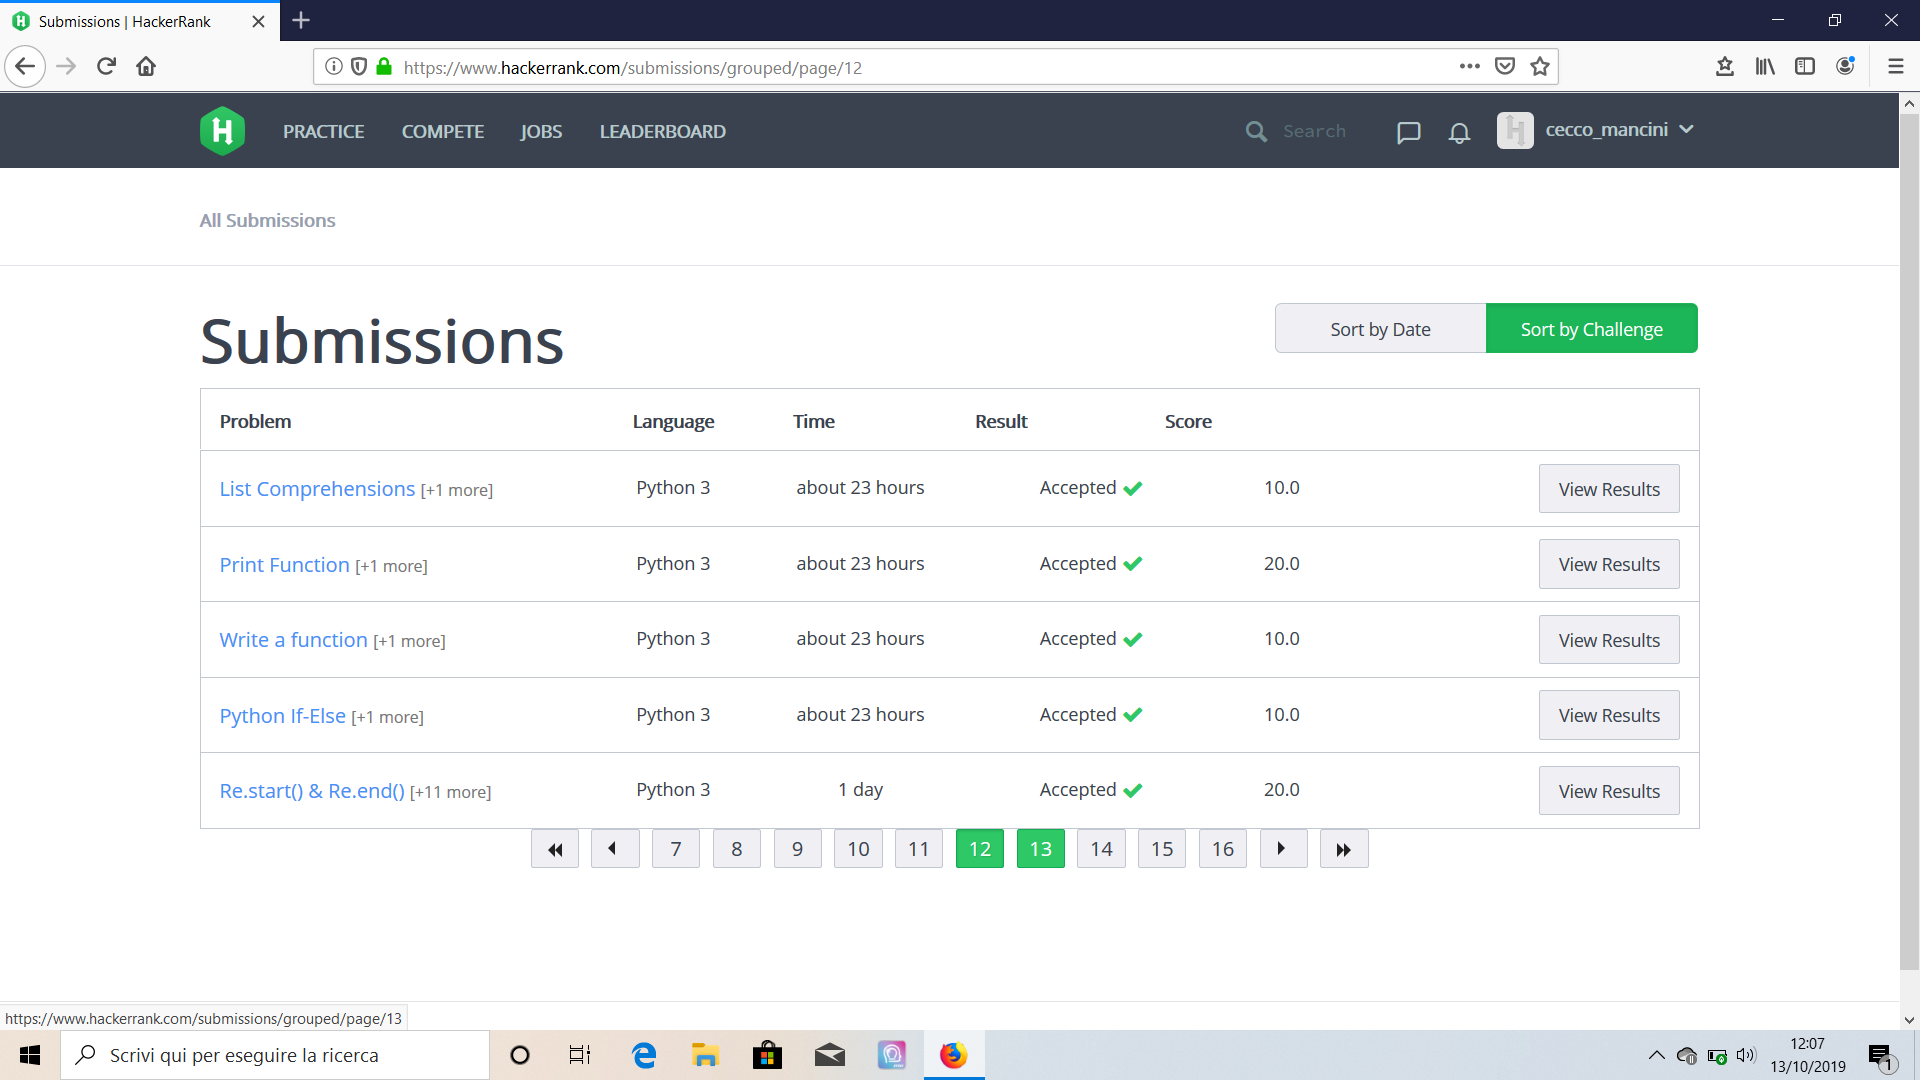 Submissions | HackerRank
https://www.hackerrank.com/submissions/grouped/page/12
PRACTICE COMPETE JOBS LEADERBOARD Search cecco_mancini
All Submissions
Submissions
Sort by Date Sort by Challenge
Problem Language Time Result Score
List Comprehensions [+1 more] Python 3 about 23 hours Accepted 10.0 View Results
Print Function [+1 more] Python 3 about 23 hours Accepted 20.0 View Results
Write a function [+1 more] Python 3 about 23 hours Accepted 10.0 View Results
Python If-Else [+1 more] Python 3 about 23 hours Accepted 10.0 View Results
Re.start() & Re.end() [+11 more] Python 3 1 day Accepted 20.0 View Results
7 8 9 10 11 12 13 14 15 16
https://www.hackerrank.com/submissions/grouped/page/13
Scrivi qui per eseguire la ricerca
12:07
13/10/2019
1